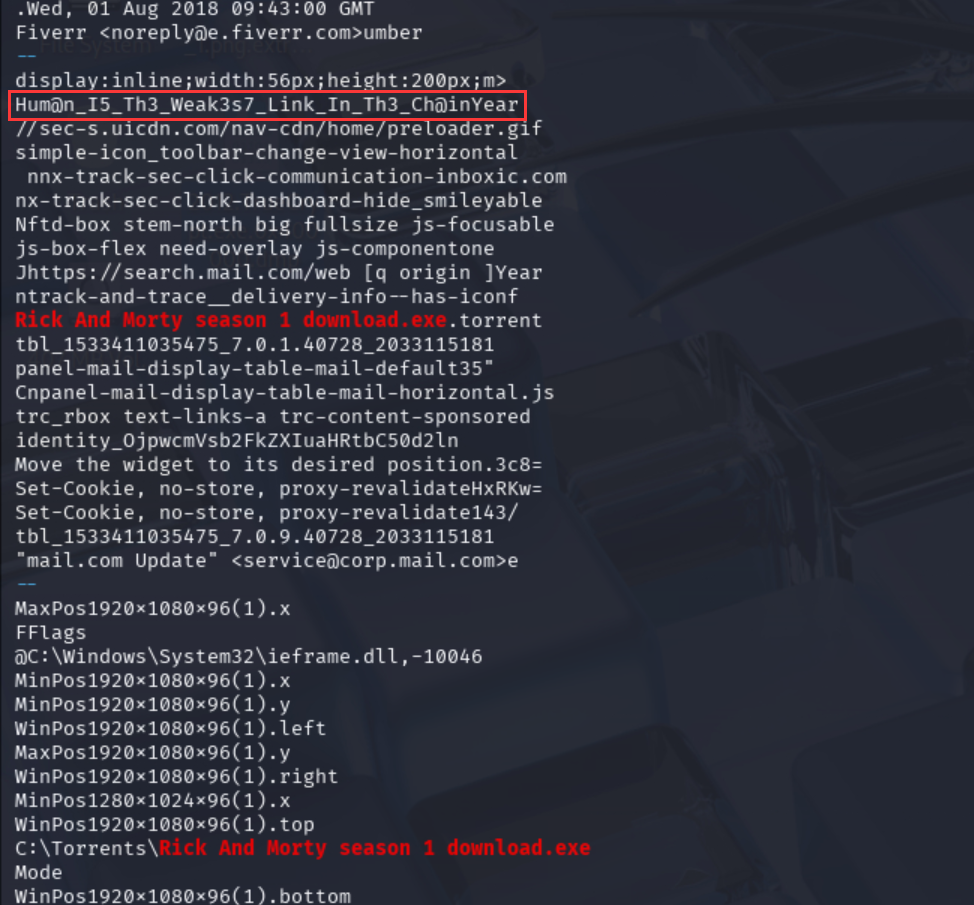 .Wed, 01 Aug 2018 09:43:00 GMT
Fiverr <noreply@e.fiverr.com>umber
--
display:inline;width:56px;height:200px;m>
Hum@n_I5_Th3_Weak3s7_Link_In_Th3_Ch@inYear
//sec-s.uicdn.com/nav-cdn/home/preloader.gif
simple-icon_toolbar-change-view-horizontal
 nnx-track-sec-click-communication-inboxic.com
nx-track-sec-click-dashboard-hide_smileyable
Nftd-box stem-north big fullsize js-focusable
js-box-flex need-overlay js-componentone
Jhttps://search.mail.com/web [q origin ]Year
ntrack-and-trace__delivery-info--has-iconf
Rick And Morty season 1 download.exe.torrent
tbl_1533411035475_7.0.1.40728_2033115181
panel-mail-display-table-mail-default35"
Cnpanel-mail-display-table-mail-horizontal.js
trc_rbox text-links-a trc-content-sponsored
identity_OjpwcmVsb2FkZXIuaHRtbC50d2ln
Move the widget to its desired position.3c8=
Set-Cookie, no-store, proxy-revalidateHxRKw=
Set-Cookie, no-store, proxy-revalidate143/
tbl_1533411035475_7.0.9.40728_2033115181
"mail.com Update" <service@corp.mail.com>e
--
MaxPos1920×1080×96(1).x
FFlags
@C:\Windows\System32\ieframe.dll,-10046
MinPos1920×1080×96(1).x
MinPos1920×1080×96(1).y
WinPos1920×1080×96(1).left
MaxPos1920×1080×96(1).y
WinPos1920×1080×96(1).right
MinPos1280×1024×96(1).x
WinPos1920×1080×96(1).top
C:\Torrents\Rick And Morty season 1 download.exe
Mode
WinPos1920×1080×96(1).bottom